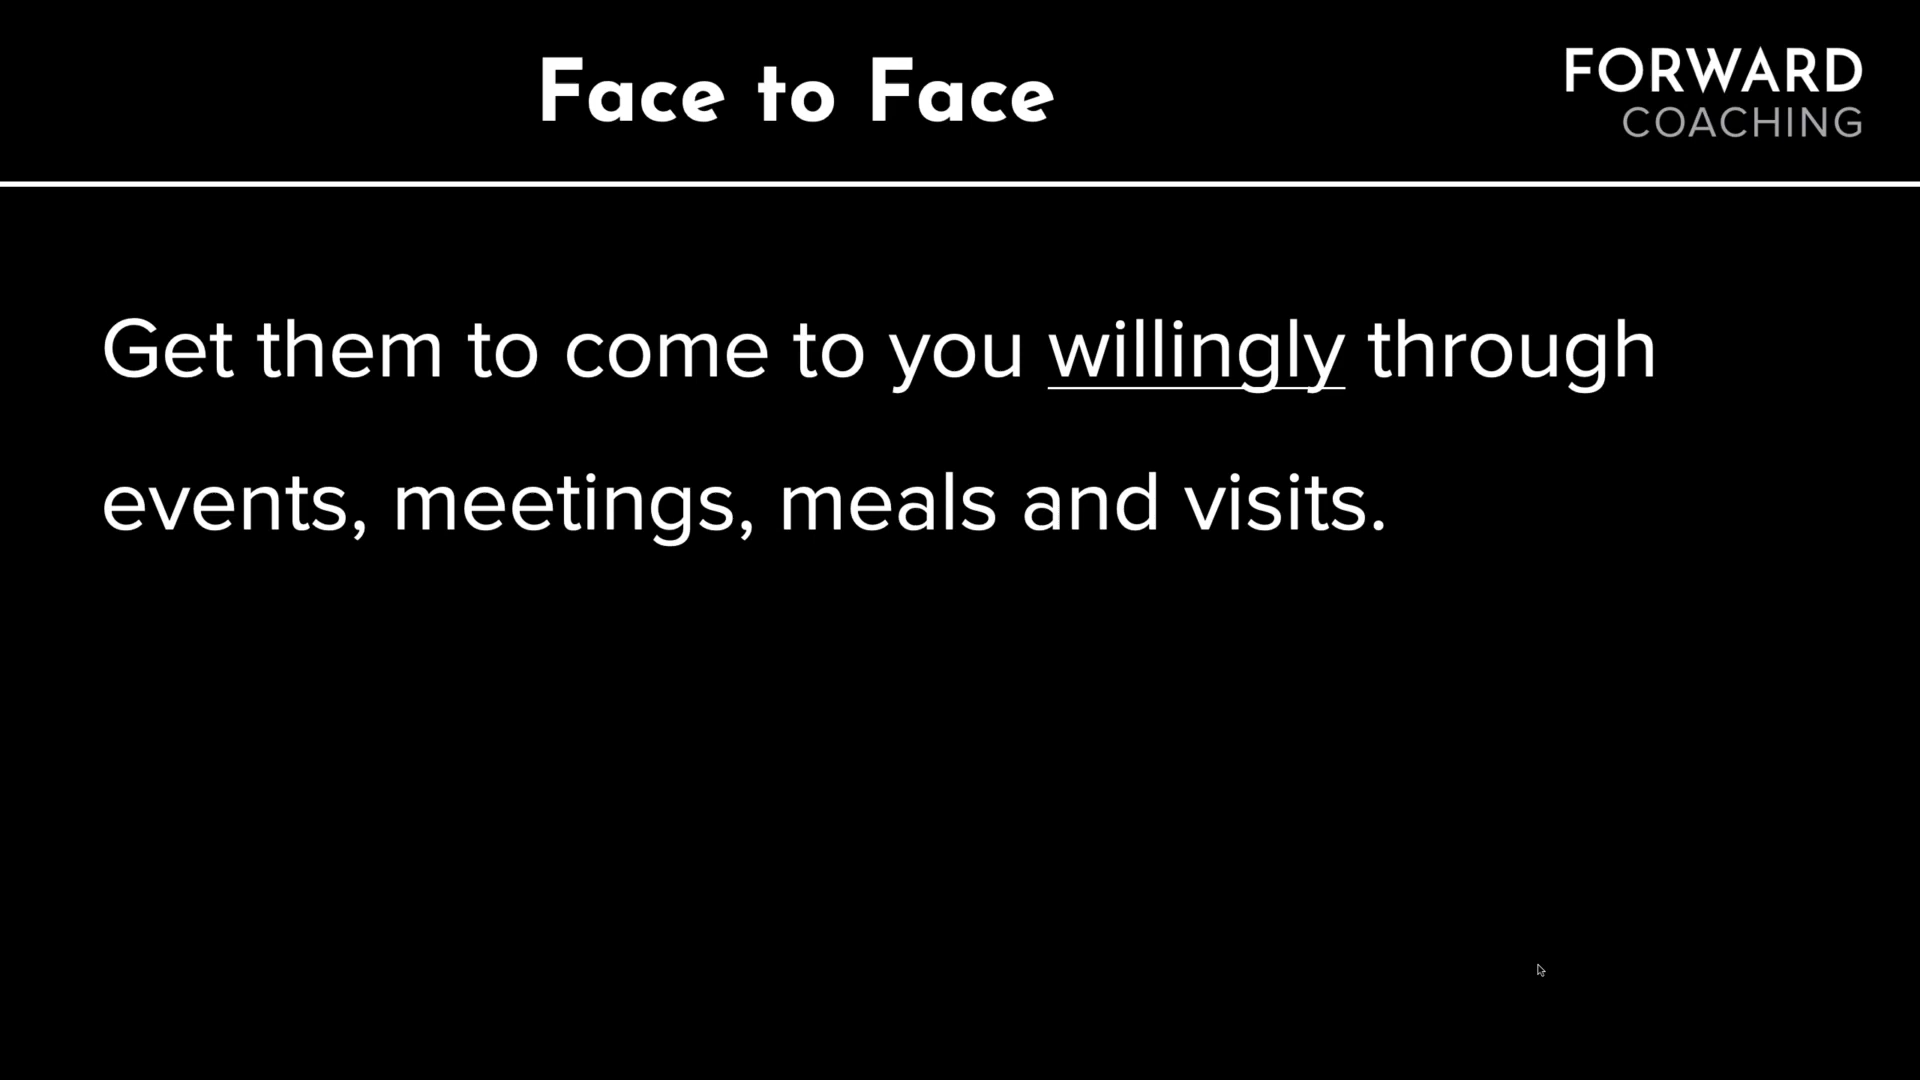 Face to Face
FORWARD
COACHING
Get them to come to you willingly through
events, meetings, meals and visits.